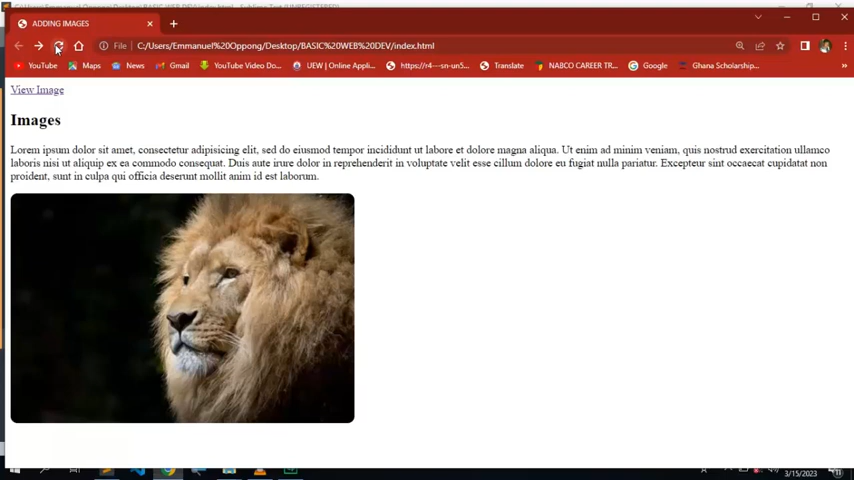 ADDING IMAGES
File
C:/Users/Emmanuel%20Oppong/Desktop/BASIC%20WEB%20DEV/index.html
YouTube Maps News Gmail YouTube Video Do... UEW | Online Appli... https://r4---sn-un5... Translate NABCO CAREER TR... Google Ghana Scholarship...
View Image
Images
Lorem ipsum dolor sit amet, consectetur adipisicing elit, sed do eiusmod tempor incididunt ut labore et dolore magna aliqua. Ut enim ad minim veniam, quis nostrud exercitation ullamco
laboris nisi ut aliquip ex ea commodo consequat. Duis aute irure dolor in reprehenderit in voluptate velit esse cillum dolore eu fugiat nulla pariatur. Excepteur sint occaecat cupidatat non
proident, sunt in culpa qui officia deserunt mollit anim id est laborum.
3/15/2023